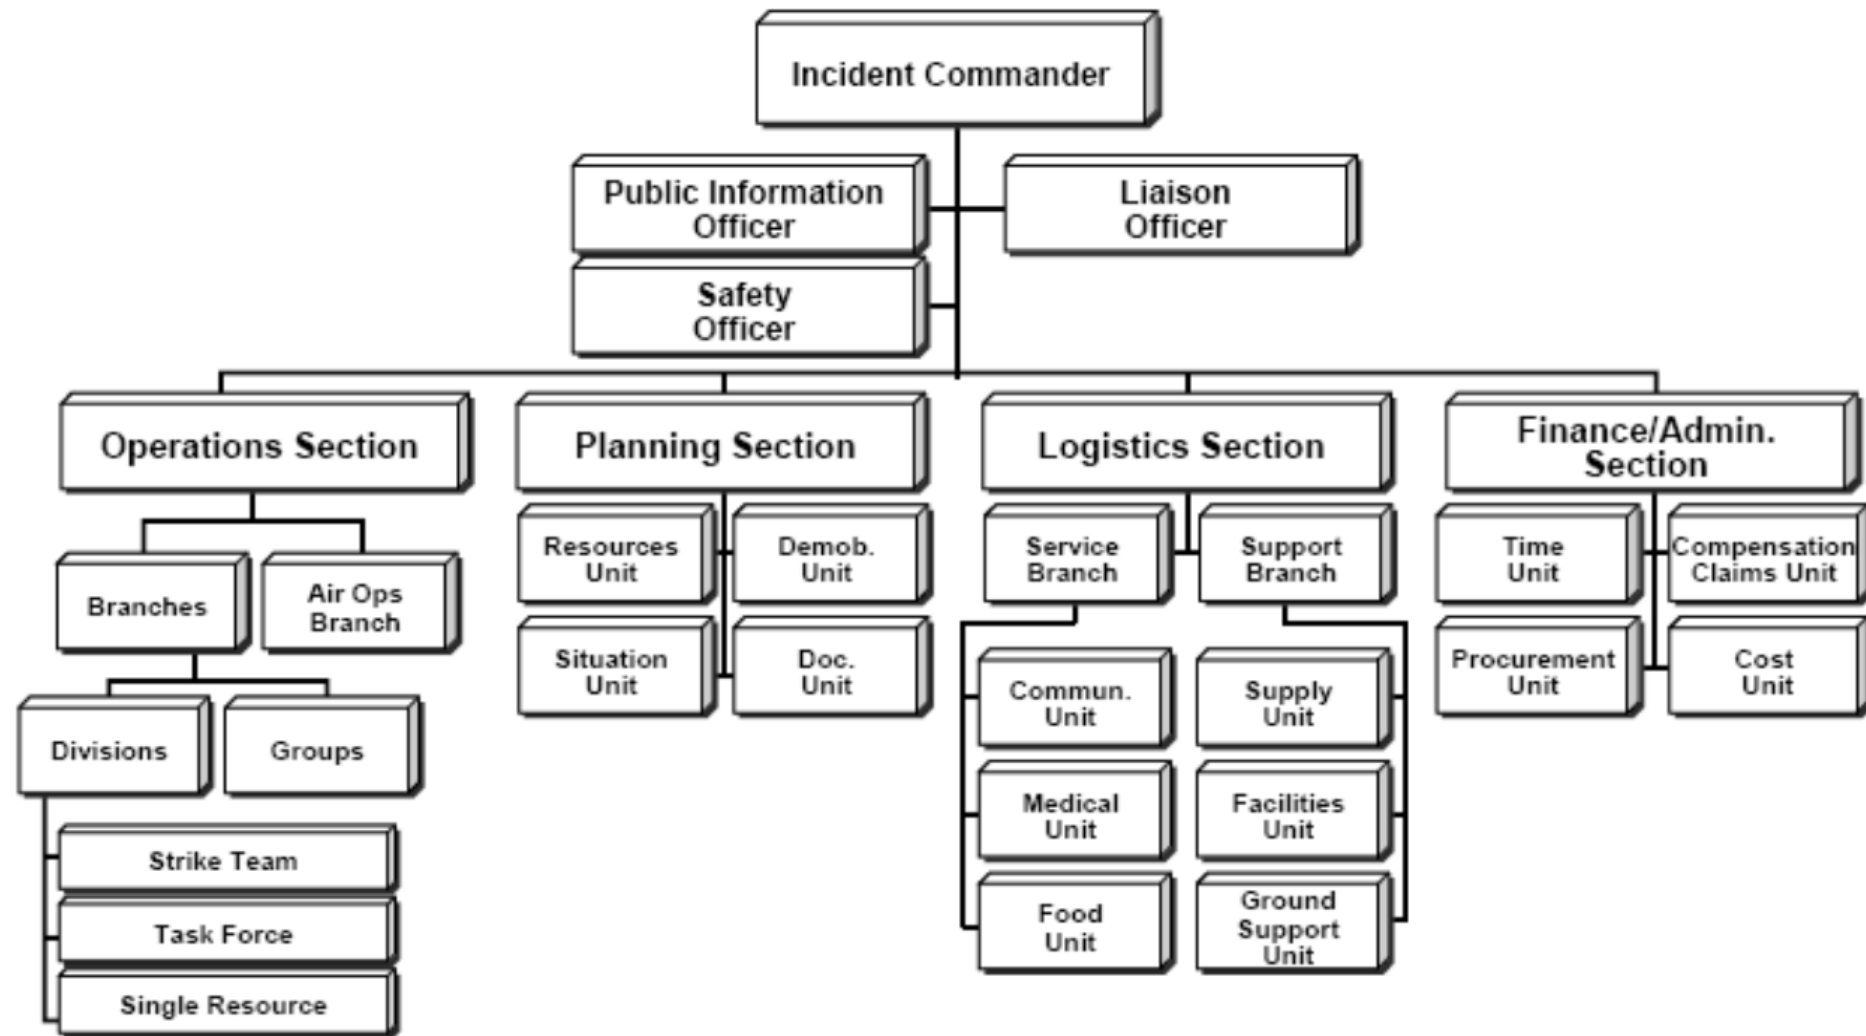 Incident Commander
Public Information
Officer
Liaison
Officer
Safety
Officer
Operations Section
Planning Section
Logistics Section
Finance/Admin.
Section
Branches
Air Ops
Branch
Divisions
Groups
Strike Team
Task Force
Single Resource
Resources
Unit
Demob.
Unit
Situation
Unit
Doc.
Unit
Service
Branch
Support
Branch
Commun.
Unit
Supply
Unit
Medical
Unit
Facilities
Unit
Food
Unit
Ground
Support
Unit
Time
Unit
Compensation
Claims Unit
Procurement
Unit
Cost
Unit